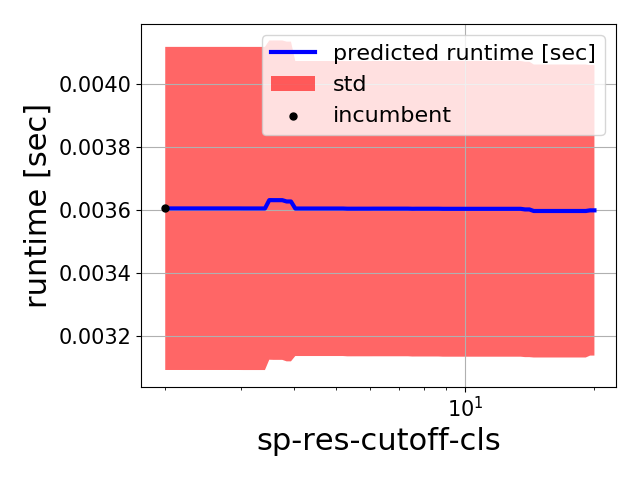 predicted runtime [sec]
std
incumbent
0.0040
0.0038
0.0036
0.0034
0.0032
runtime [sec]
10¹
sp-res-cutoff-cls